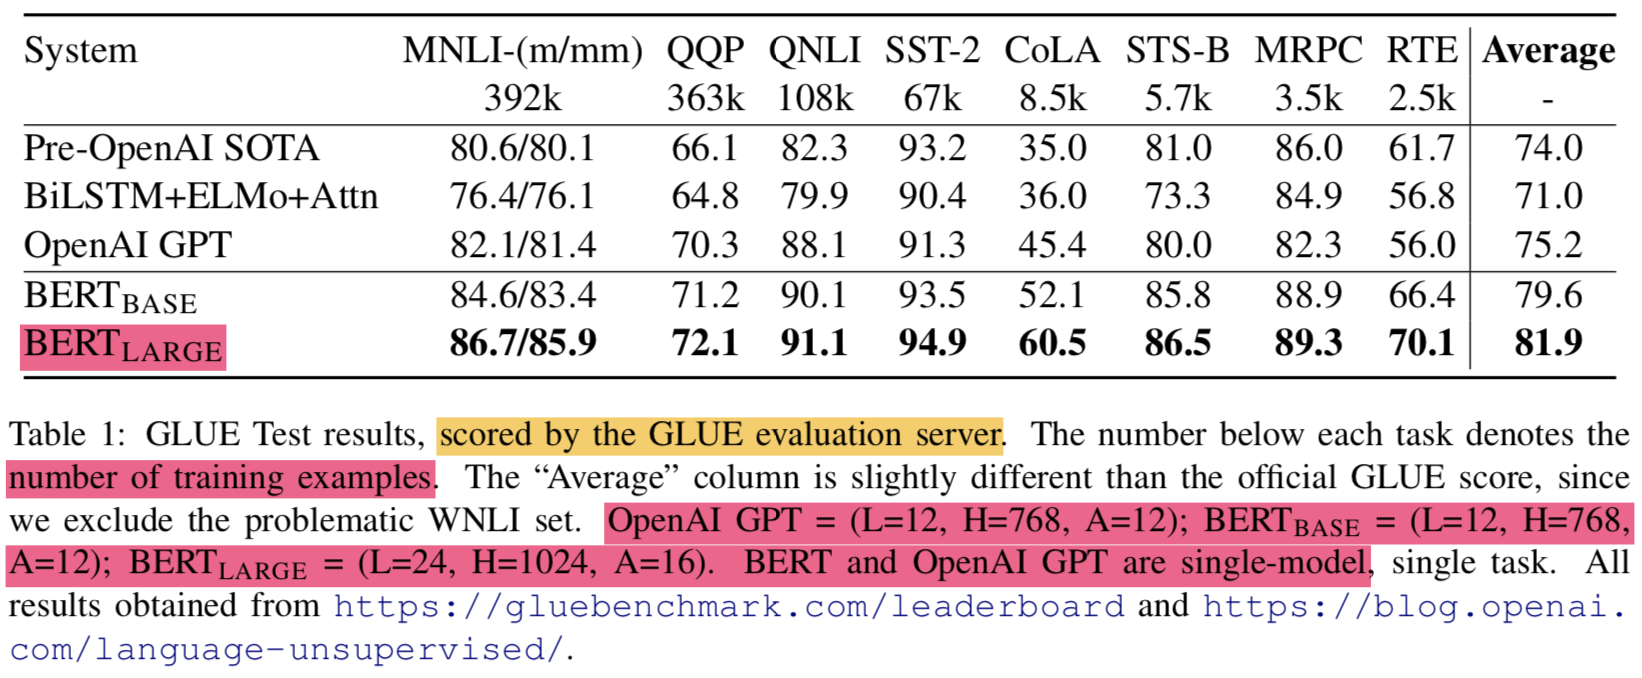 System MNLI-(m/mm) QQP QNLI SST-2 CoLA STS-B MRPC RTE Average
392k 363k 108k 67k 8.5k 5.7k 3.5k 2.5k -
Pre-OpenAI SOTA 80.6/80.1 66.1 82.3 93.2 35.0 81.0 86.0 61.7 74.0
BiLSTM+ELMo+Attn 76.4/76.1 64.8 79.9 90.4 36.0 73.3 84.9 56.8 71.0
OpenAI GPT 82.1/81.4 70.3 88.1 91.3 45.4 80.0 82.3 56.0 75.2
BERTBASE 84.6/83.4 71.2 90.1 93.5 52.1 85.8 88.9 66.4 79.6
BERTLARGE 86.7/85.9 72.1 91.1 94.9 60.5 86.5 89.3 70.1 81.9
Table 1: GLUE Test results, scored by the GLUE evaluation server. The number below each task denotes the
number of training examples. The “Average” column is slightly different than the official GLUE score, since
we exclude the problematic WNLI set. OpenAI GPT = (L=12, H=768, A=12); BERTBASE = (L=12, H=768,
A=12); BERTLARGE = (L=24, H=1024, A=16). BERT and OpenAI GPT are single-model, single task. All
results obtained from https://gluebenchmark.com/leaderboard and https://blog.openai.
com/language-unsupervised/.